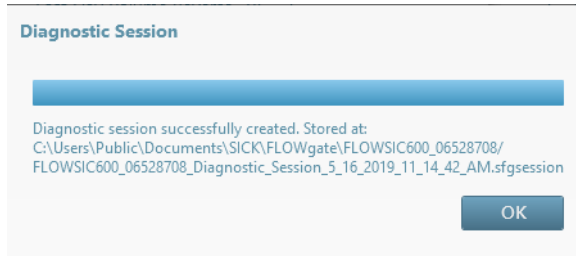 Diagnostic Session
Diagnostic session successfully created. Stored at:
C:\Users\Public\Documents\SICK\FLOWgate\FLOWSIC600_06528708/
FLOWSIC600_06528708_Diagnostic_Session_5_16_2019_11_14_42_AM.sfgsession
OK